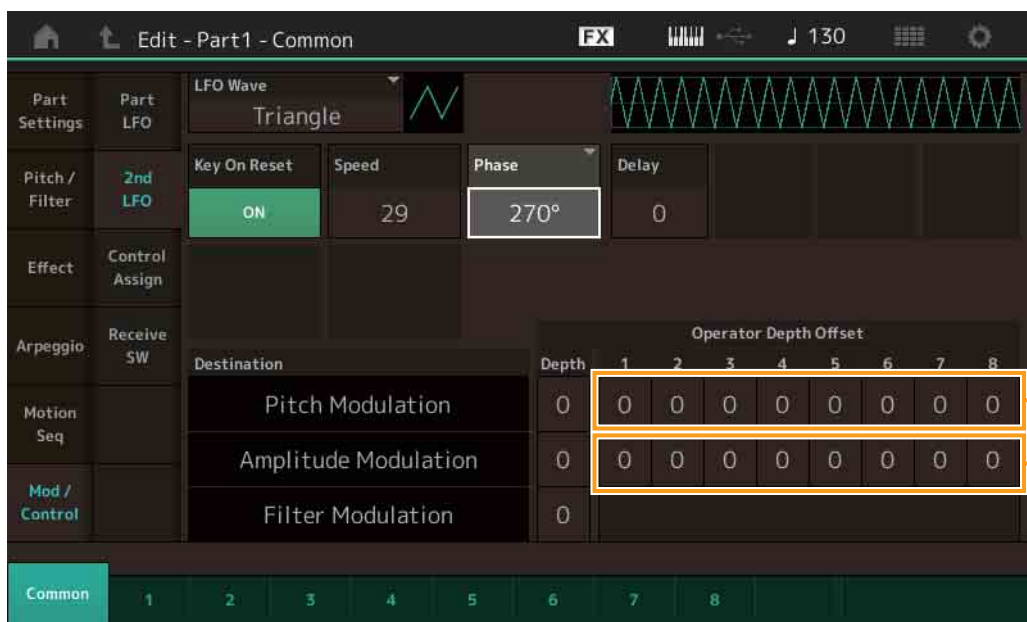 Edit - Part1 - Common FX 130
Part Settings
Pitch / Filter
Effect
Arpeggio
Motion Seq
Mod / Control
Part LFO
2nd LFO
Control Assign
Receive SW
LFO Wave
Triangle
Key On Reset Speed Phase Delay
ON 29 270° 0
Operator Depth Offset
Destination Depth 1 2 3 4 5 6 7 8
Pitch Modulation 0 0 0 0 0 0 0 0 0
Amplitude Modulation 0 0 0 0 0 0 0 0 0
Filter Modulation 0
Common 1 2 3 4 5 6 7 8